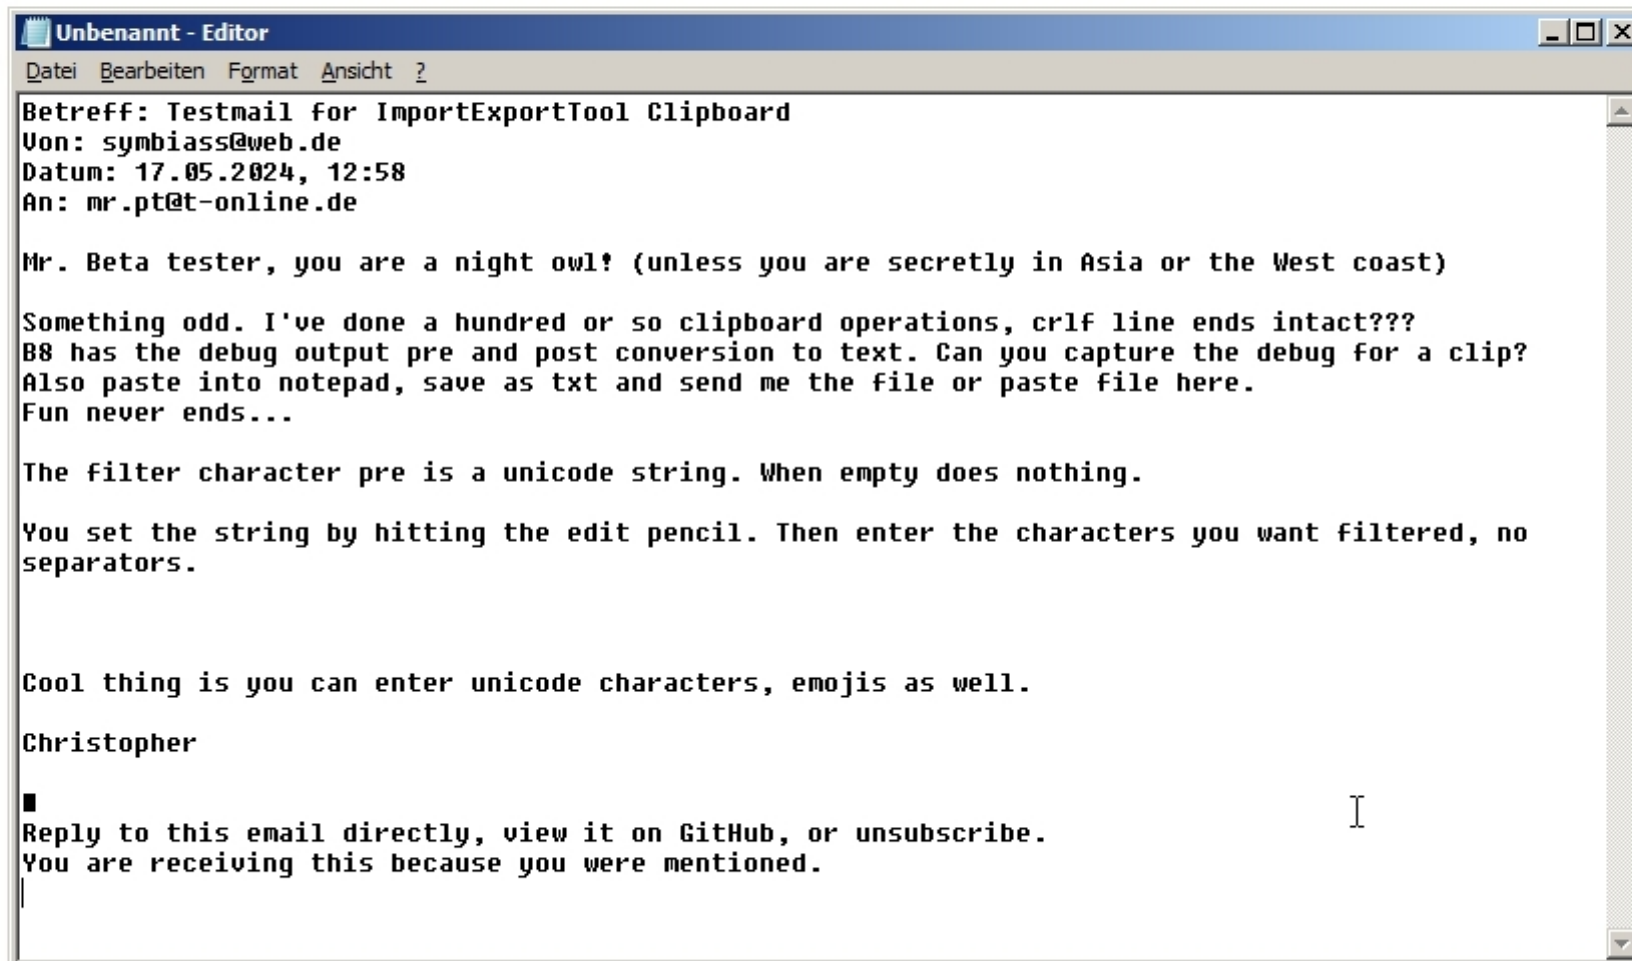 Unbenannt - Editor
Datei Bearbeiten Format Ansicht ?
Betreff: Testmail for ImportExportTool Clipboard
Von: symbiass@web.de
Datum: 17.05.2024, 12:58
An: mr.pt@t-online.de
Mr. Beta tester, you are a night owl! (unless you are secretly in Asia or the West coast)
Something odd. I've done a hundred or so clipboard operations, crlf line ends intact???
B8 has the debug output pre and post conversion to text. Can you capture the debug for a clip?
Also paste into notepad, save as txt and send me the file or paste file here.
Fun never ends...
The filter character pre is a unicode string. When empty does nothing.
You set the string by hitting the edit pencil. Then enter the characters you want filtered, no
separators.
Cool thing is you can enter unicode characters, emojis as well.
Christopher
Reply to this email directly, view it on GitHub, or unsubscribe.
You are receiving this because you were mentioned.